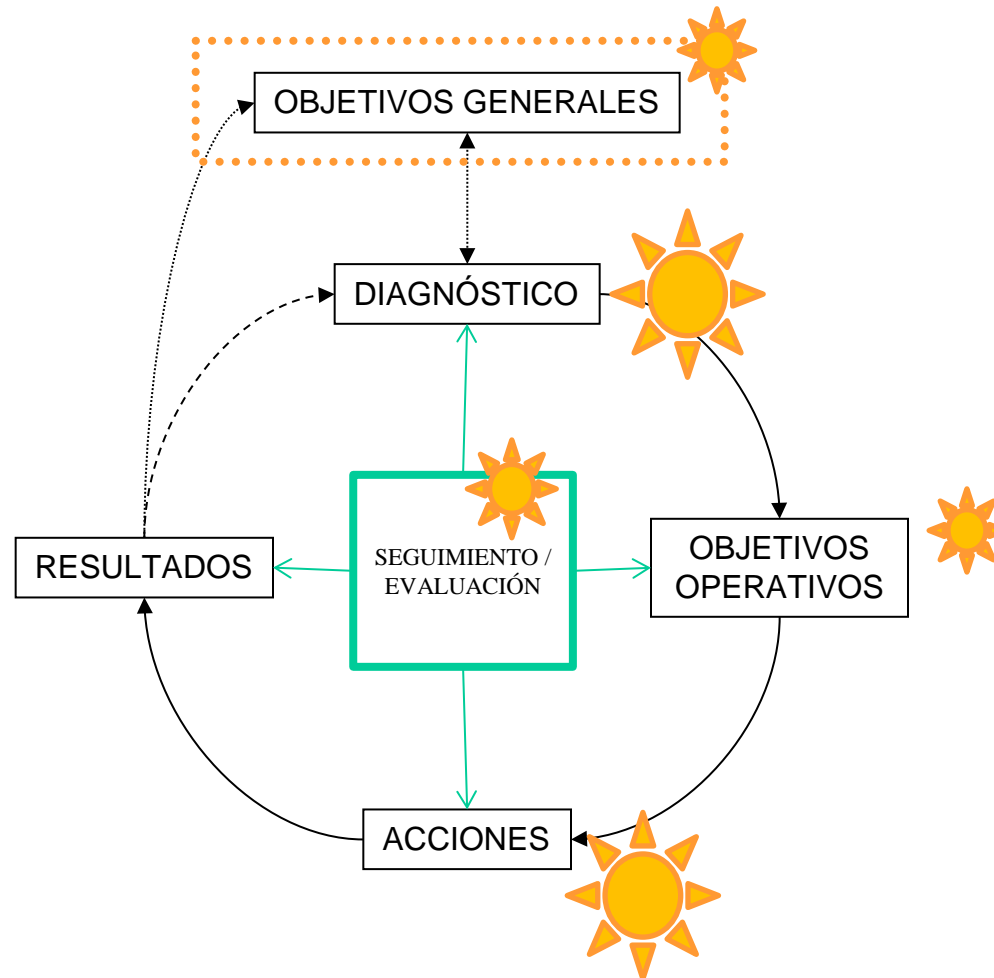 OBJETIVOS GENERALES
DIAGNÓSTICO
SEGUIMIENTO /
EVALUACIÓN
RESULTADOS
OBJETIVOS
OPERATIVOS
ACCIONES